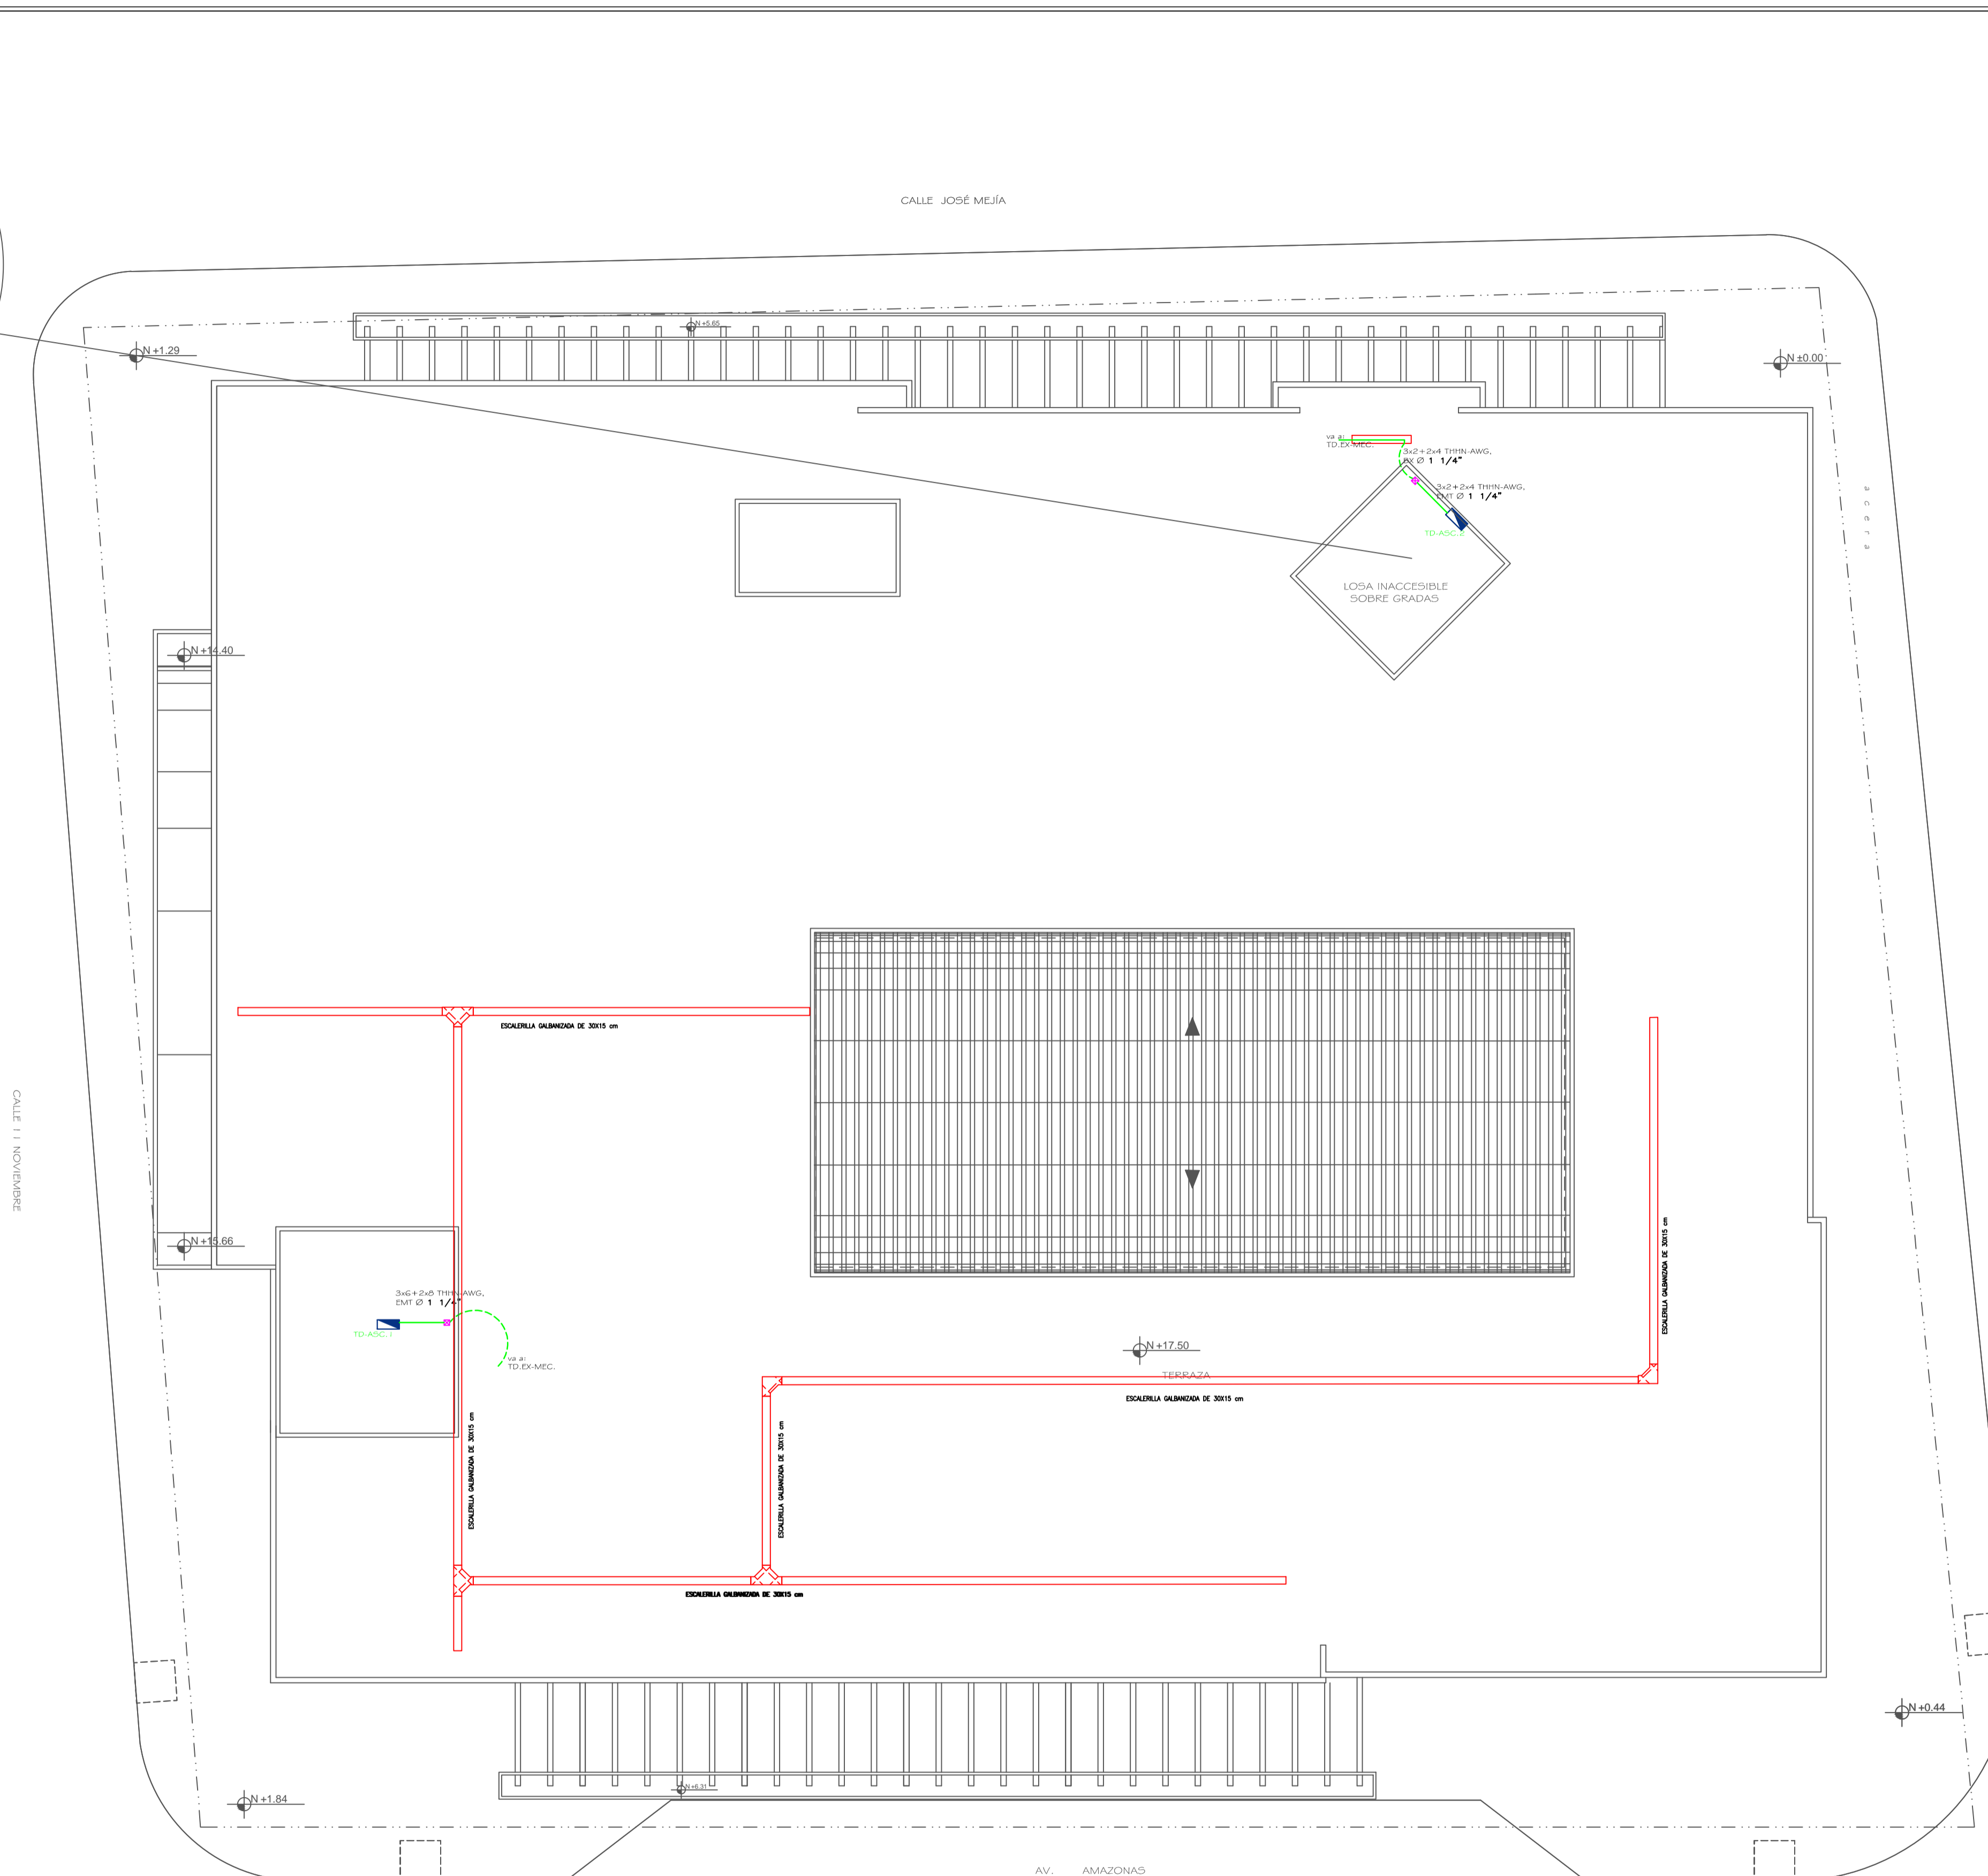 CALLE JOSÉ MEJÍA
N +5.65
N +1.29
N ±0.00
va a:
TD.EX-MEC.
3x2+2x4 THHN-AWG,
BX Ø 1 1/4"
3x2+2x4 THHN-AWG,
EMT Ø 1 1/4"
TD-ASC.2
acera
LOSA INACCESIBLE
SOBRE GRADAS
N +14.40
ESCALERILLA GALBANIZADA DE 30X15 cm
CALLE 11 NOVIEMBRE
N +15.66
ESCALERILLA GALBANIZADA DE 30X15 cm
3x6+2x8 THHN-AWG,
EMT Ø 1 1/4"
TD-ASC.1
va a:
TD.EX-MEC.
N +17.50
TERRAZA
ESCALERILLA GALBANIZADA DE 30X15 cm
ESCALERILLA GALBANIZADA DE 30X15 cm
ESCALERILLA GALBANIZADA DE 30X15 cm
ESCALERILLA GALBANIZADA DE 30X15 cm
N +0.44
N +6.31
N +1.84
AV. AMAZONAS